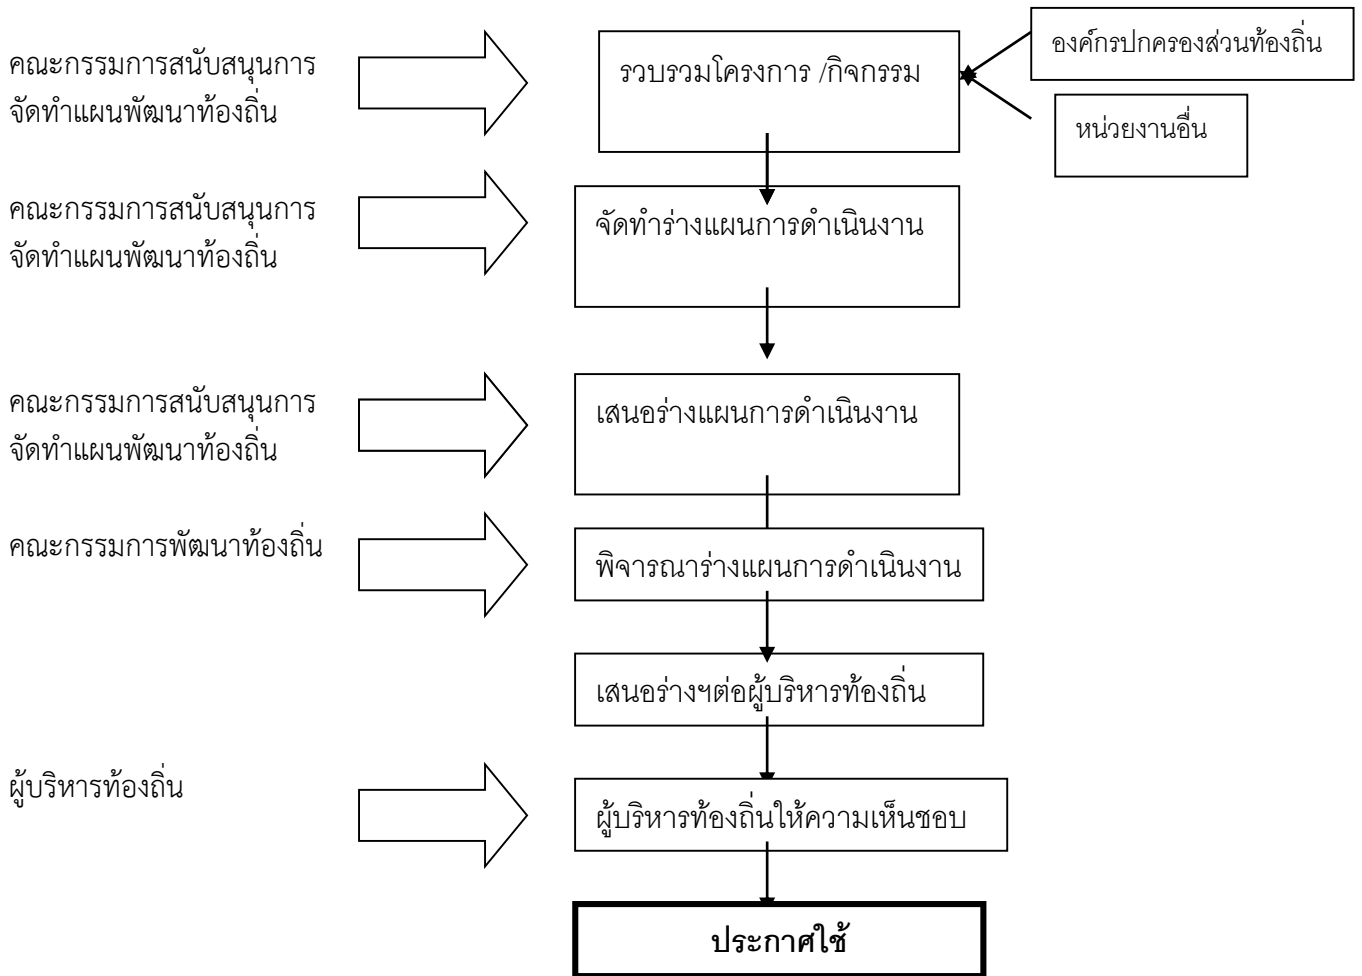 องค์กรปกครองส่วนท้องถิ่น
คณะกรรมการสนับสนุนการ
จัดทำแผนพัฒนาท้องถิ่น
รวบรวมโครงการ /กิจกรรม
หน่วยงานอื่น
คณะกรรมการสนับสนุนการ
จัดทำแผนพัฒนาท้องถิ่น
จัดทำร่างแผนการดำเนินงาน
คณะกรรมการสนับสนุนการ
จัดทำแผนพัฒนาท้องถิ่น
เสนอร่างแผนการดำเนินงาน
คณะกรรมการพัฒนาท้องถิ่น
พิจารณาร่างแผนการดำเนินงาน
เสนอร่างฯต่อผู้บริหารท้องถิ่น
ผู้บริหารท้องถิ่น
ผู้บริหารท้องถิ่นให้ความเห็นชอบ
ประกาศใช้